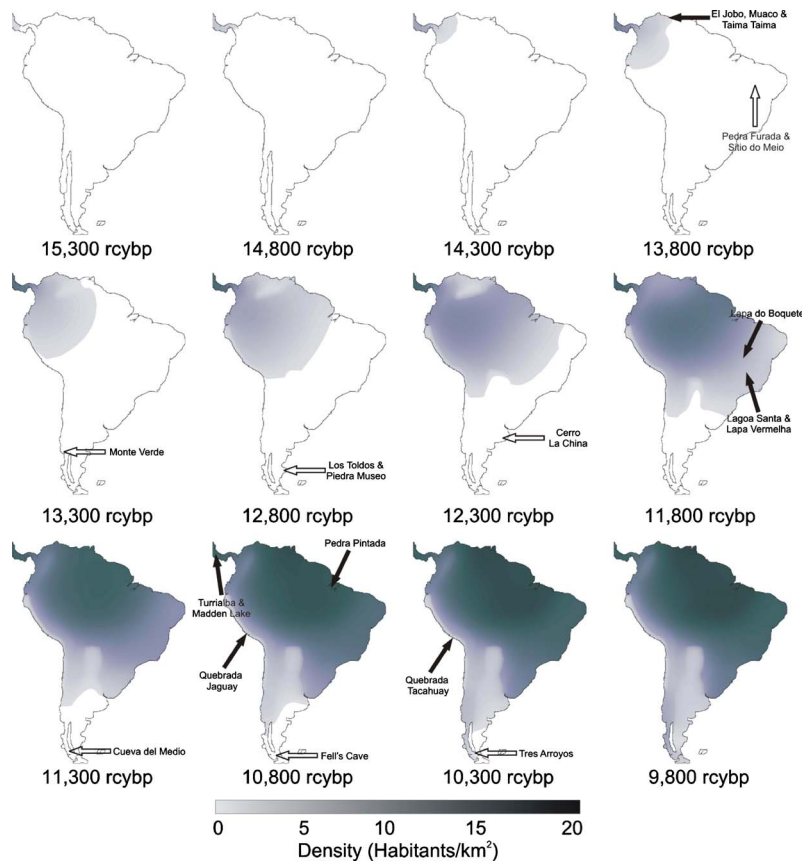 El Jobo, Muaco &
Taima Taima
Pedra Furada &
Sítio do Meio
15,300 rcybp
14,800 rcybp
14,300 rcybp
13,800 rcybp
Lapa do Boquete
Lagoa Santa &
Lapa Vermelha
Cerro
La China
Monte Verde
Los Toldos &
Piedra Museo
13,300 rcybp
12,800 rcybp
12,300 rcybp
11,800 rcybp
Pedra Pintada
Turrialba &
Madden Lake
Quebrada
Jaguay
Quebrada
Tacahuay
Cueva del Medio
Fell's Cave
Tres Arroyos
11,300 rcybp
10,800 rcybp
10,300 rcybp
9,800 rcybp
0 5 10 15 20
Density (Habitants/km²)